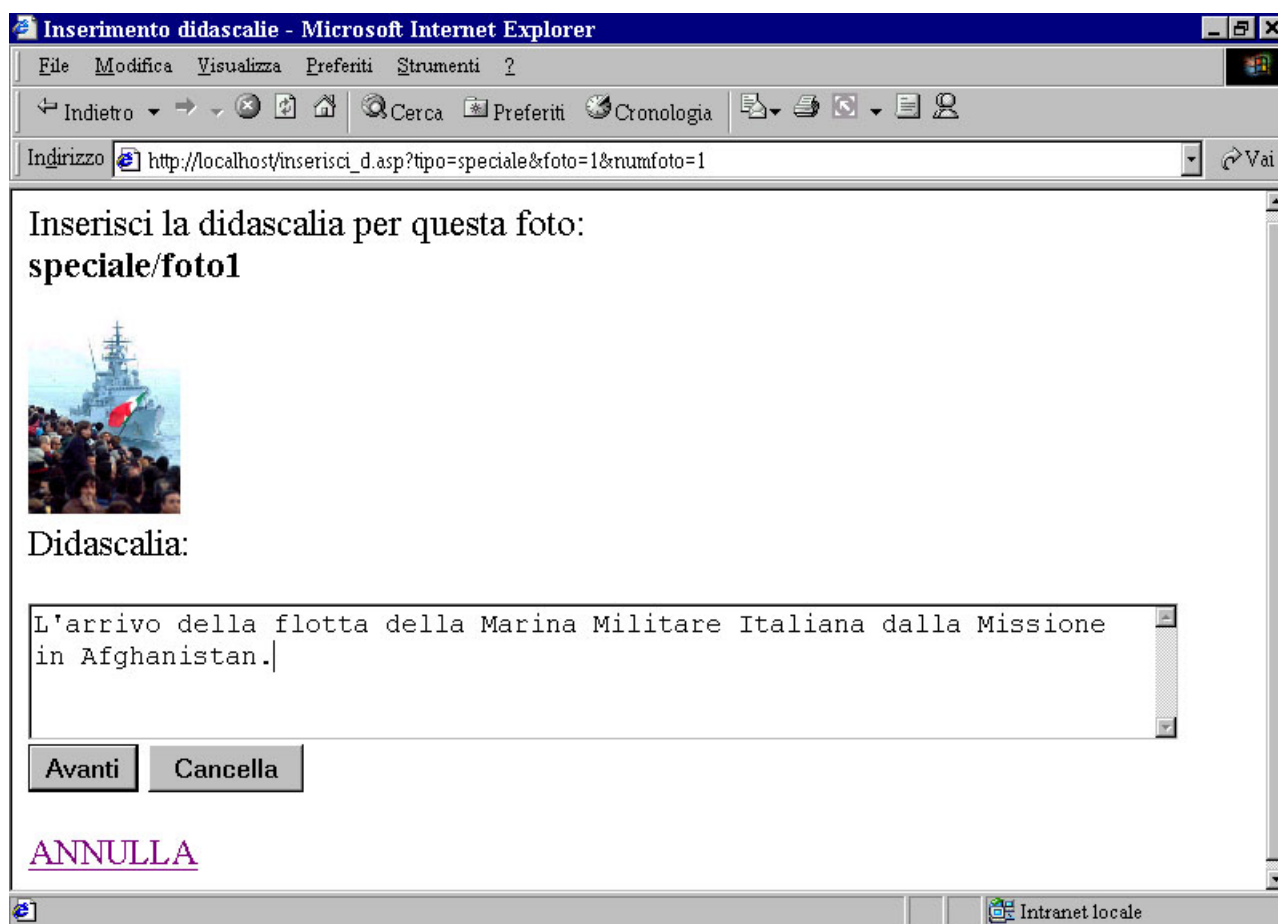 Inserimento didascalie - Microsoft Internet Explorer
File Modifica Visualizza Preferiti Strumenti ?
Indietro Cerca Preferiti Cronologia
Indirizzo http://localhost/inserisci_d.asp?tipo=speciale&foto=1&numfoto=1 Vai
Inserisci la didascalia per questa foto:
speciale/foto1
Didascalia:
L'arrivo della flotta della Marina Militare Italiana dalla Missione
in Afghanistan.
Avanti Cancella
ANNULLA
Intranet locale